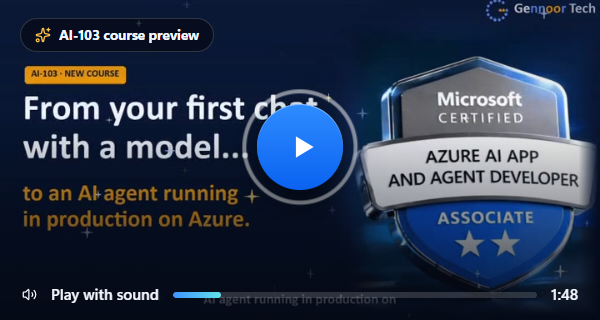 Gennoor Tech
AI-103 course preview
AI-103 · NEW COURSE
From your first chat
with a model...
to an AI agent running
in production on Azure.
Microsoft
CERTIFIED
AZURE AI APP
AND AGENT DEVELOPER
ASSOCIATE
Play with sound
AI agent running in production on
1:48